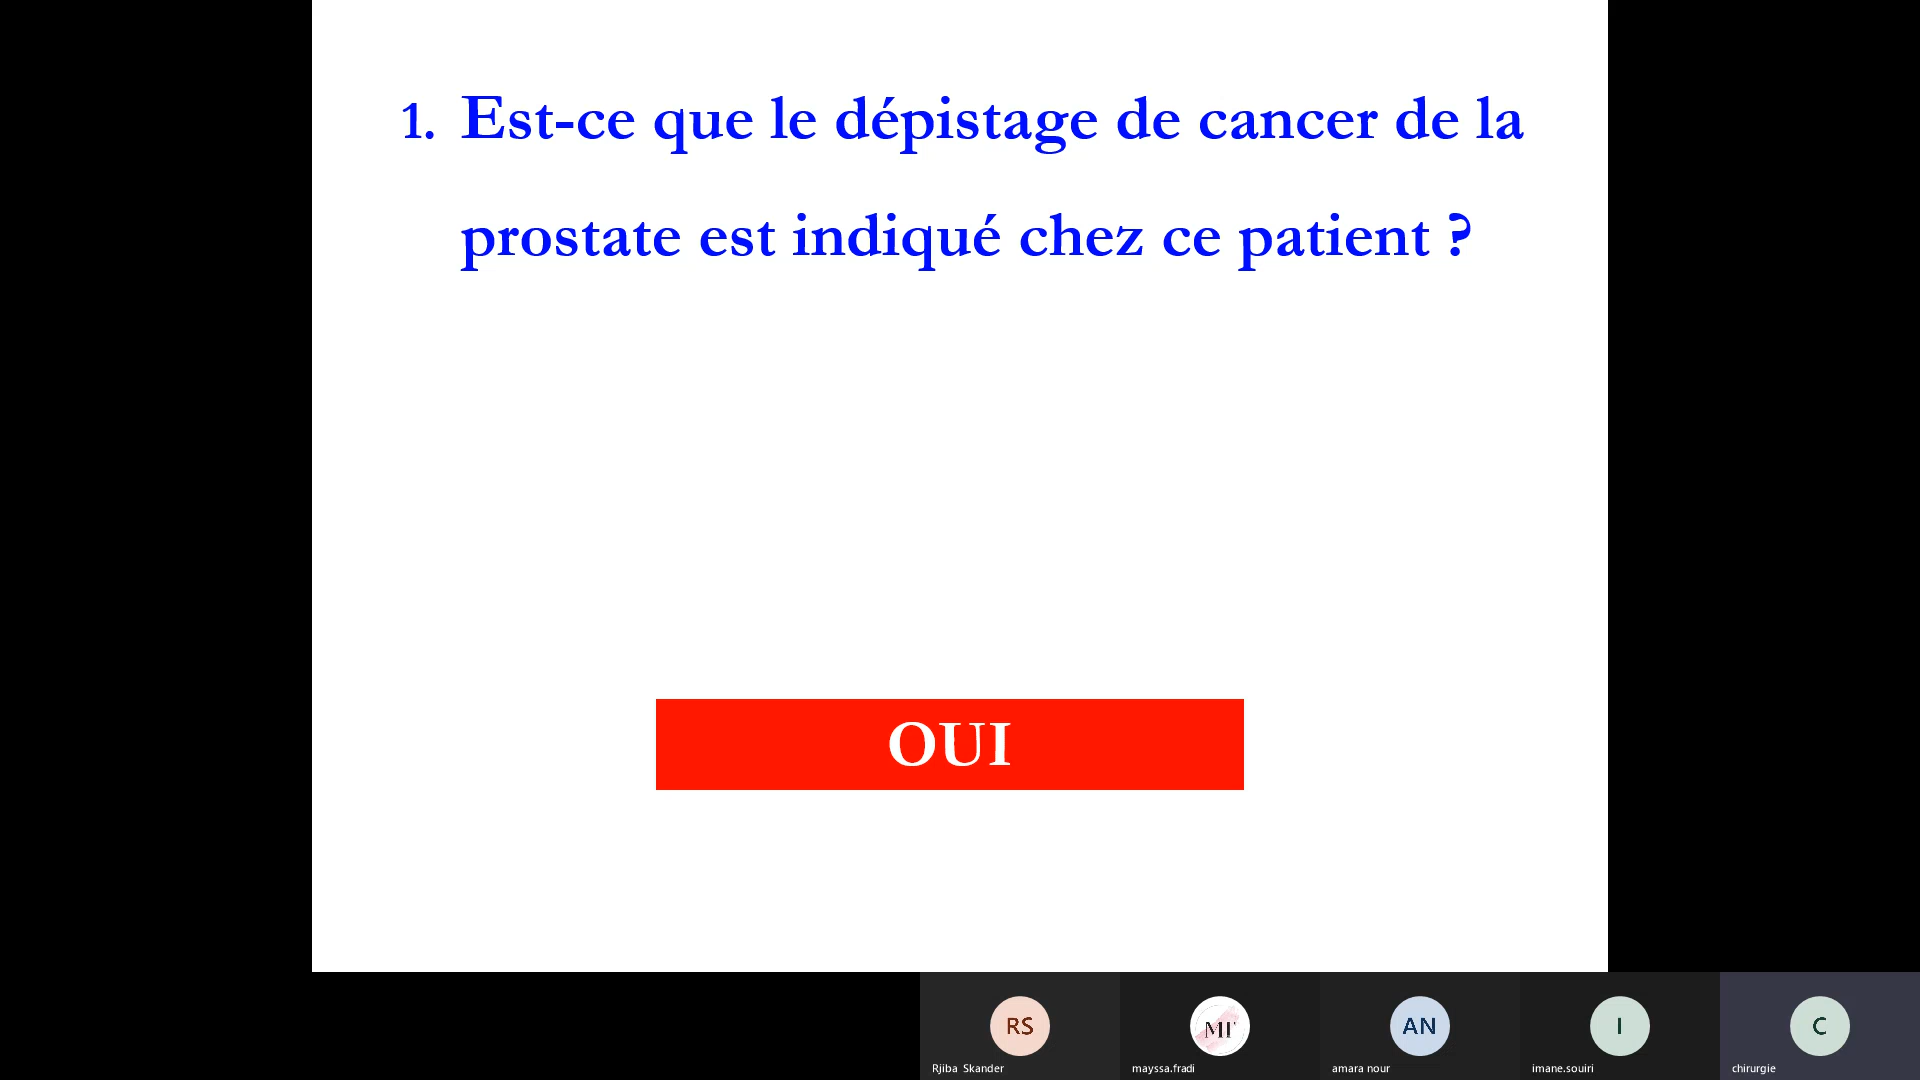 1. Est-ce que le dépistage de cancer de la
prostate est indiqué chez ce patient ?
OUI
RS
MF
AN
I
C
Rjiba Skander
mayssa.fradi
amara nour
imane.souiri
chirurgie